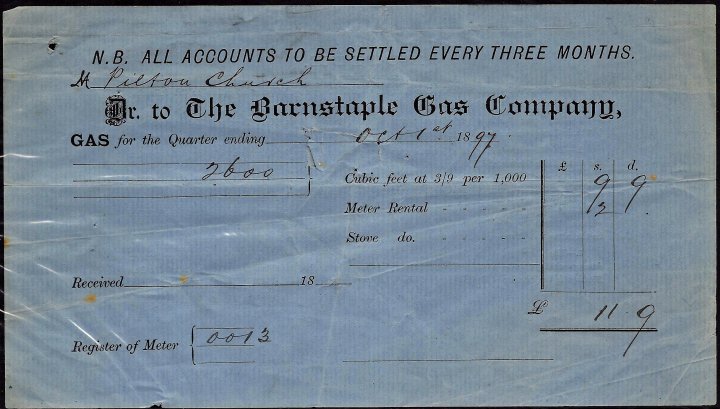 N.B. ALL ACCOUNTS TO BE SETTLED EVERY THREE MONTHS.
M Pilton Church
Dr. to The Barnstaple Gas Company,
GAS for the Quarter ending Oct 1st 1897.
£ s. d.
2600 Cubic feet at 3/9 per 1,000 9 9
Meter Rental 2
Stove do.
Received 18
£ 11 9
Register of Meter 0013